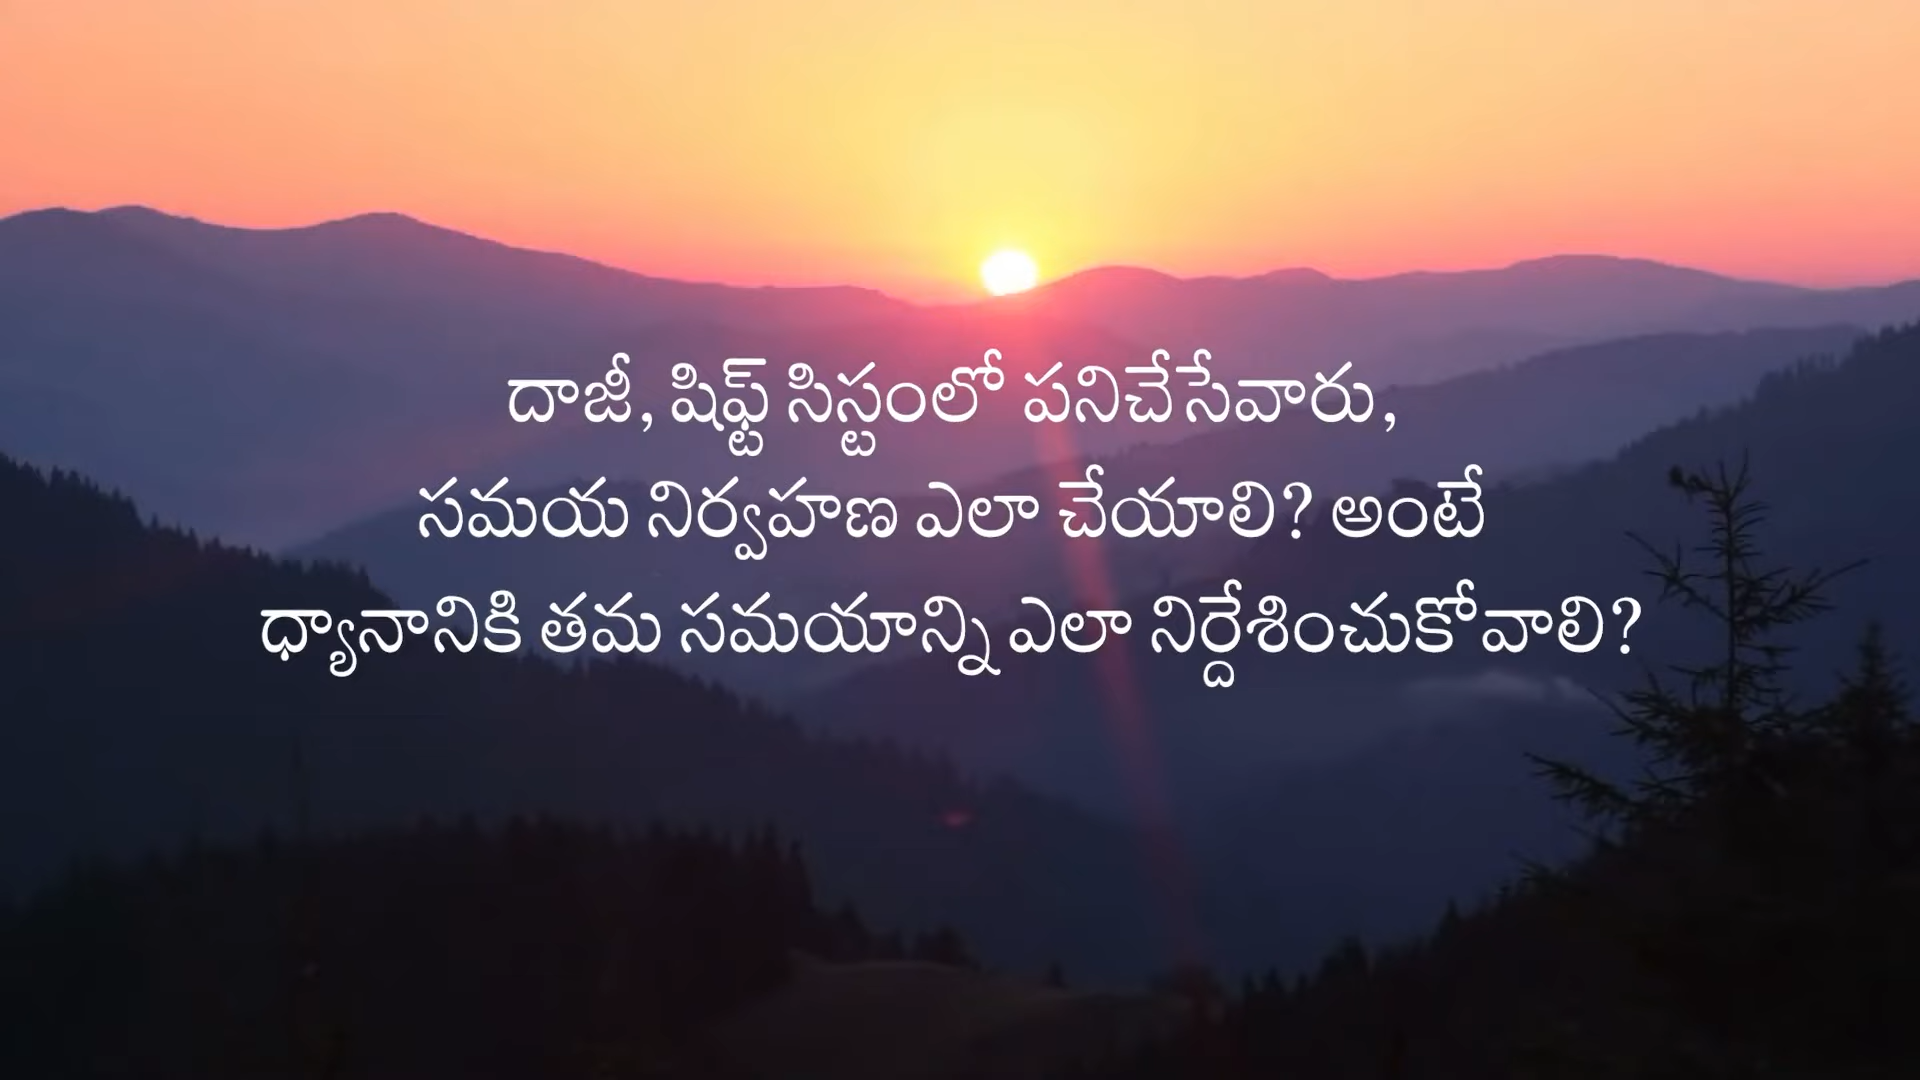 దాజీ, షిఫ్ట్ సిస్టంలో పనిచేసేవారు,
సమయ నిర్వహణ ఎలా చేయాలి? అంటే
ధ్యానానికి తమ సమయాన్ని ఎలా నిర్దేశించుకోవాలి?